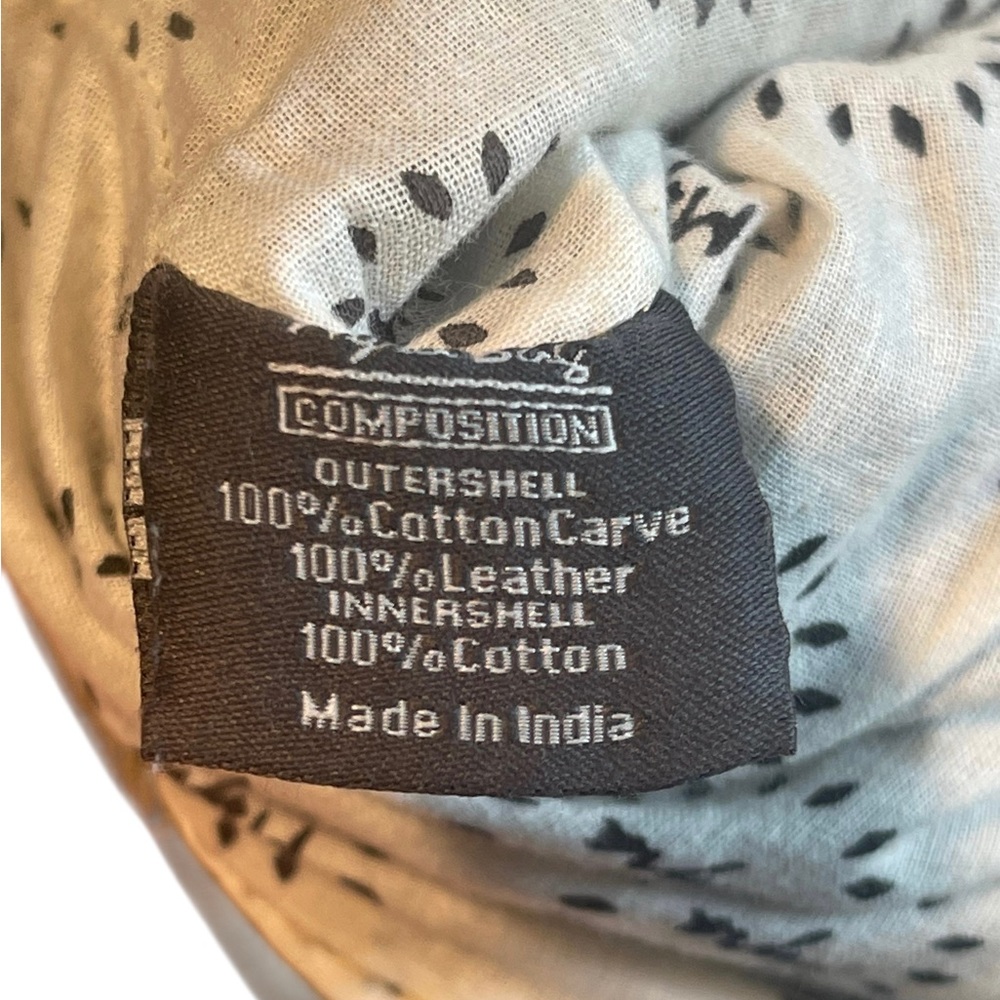 COMPOSITION
OUTERSHELL
100%CottonCarve
100%Leather
INNERSHELL
100%Cotton
Made In India